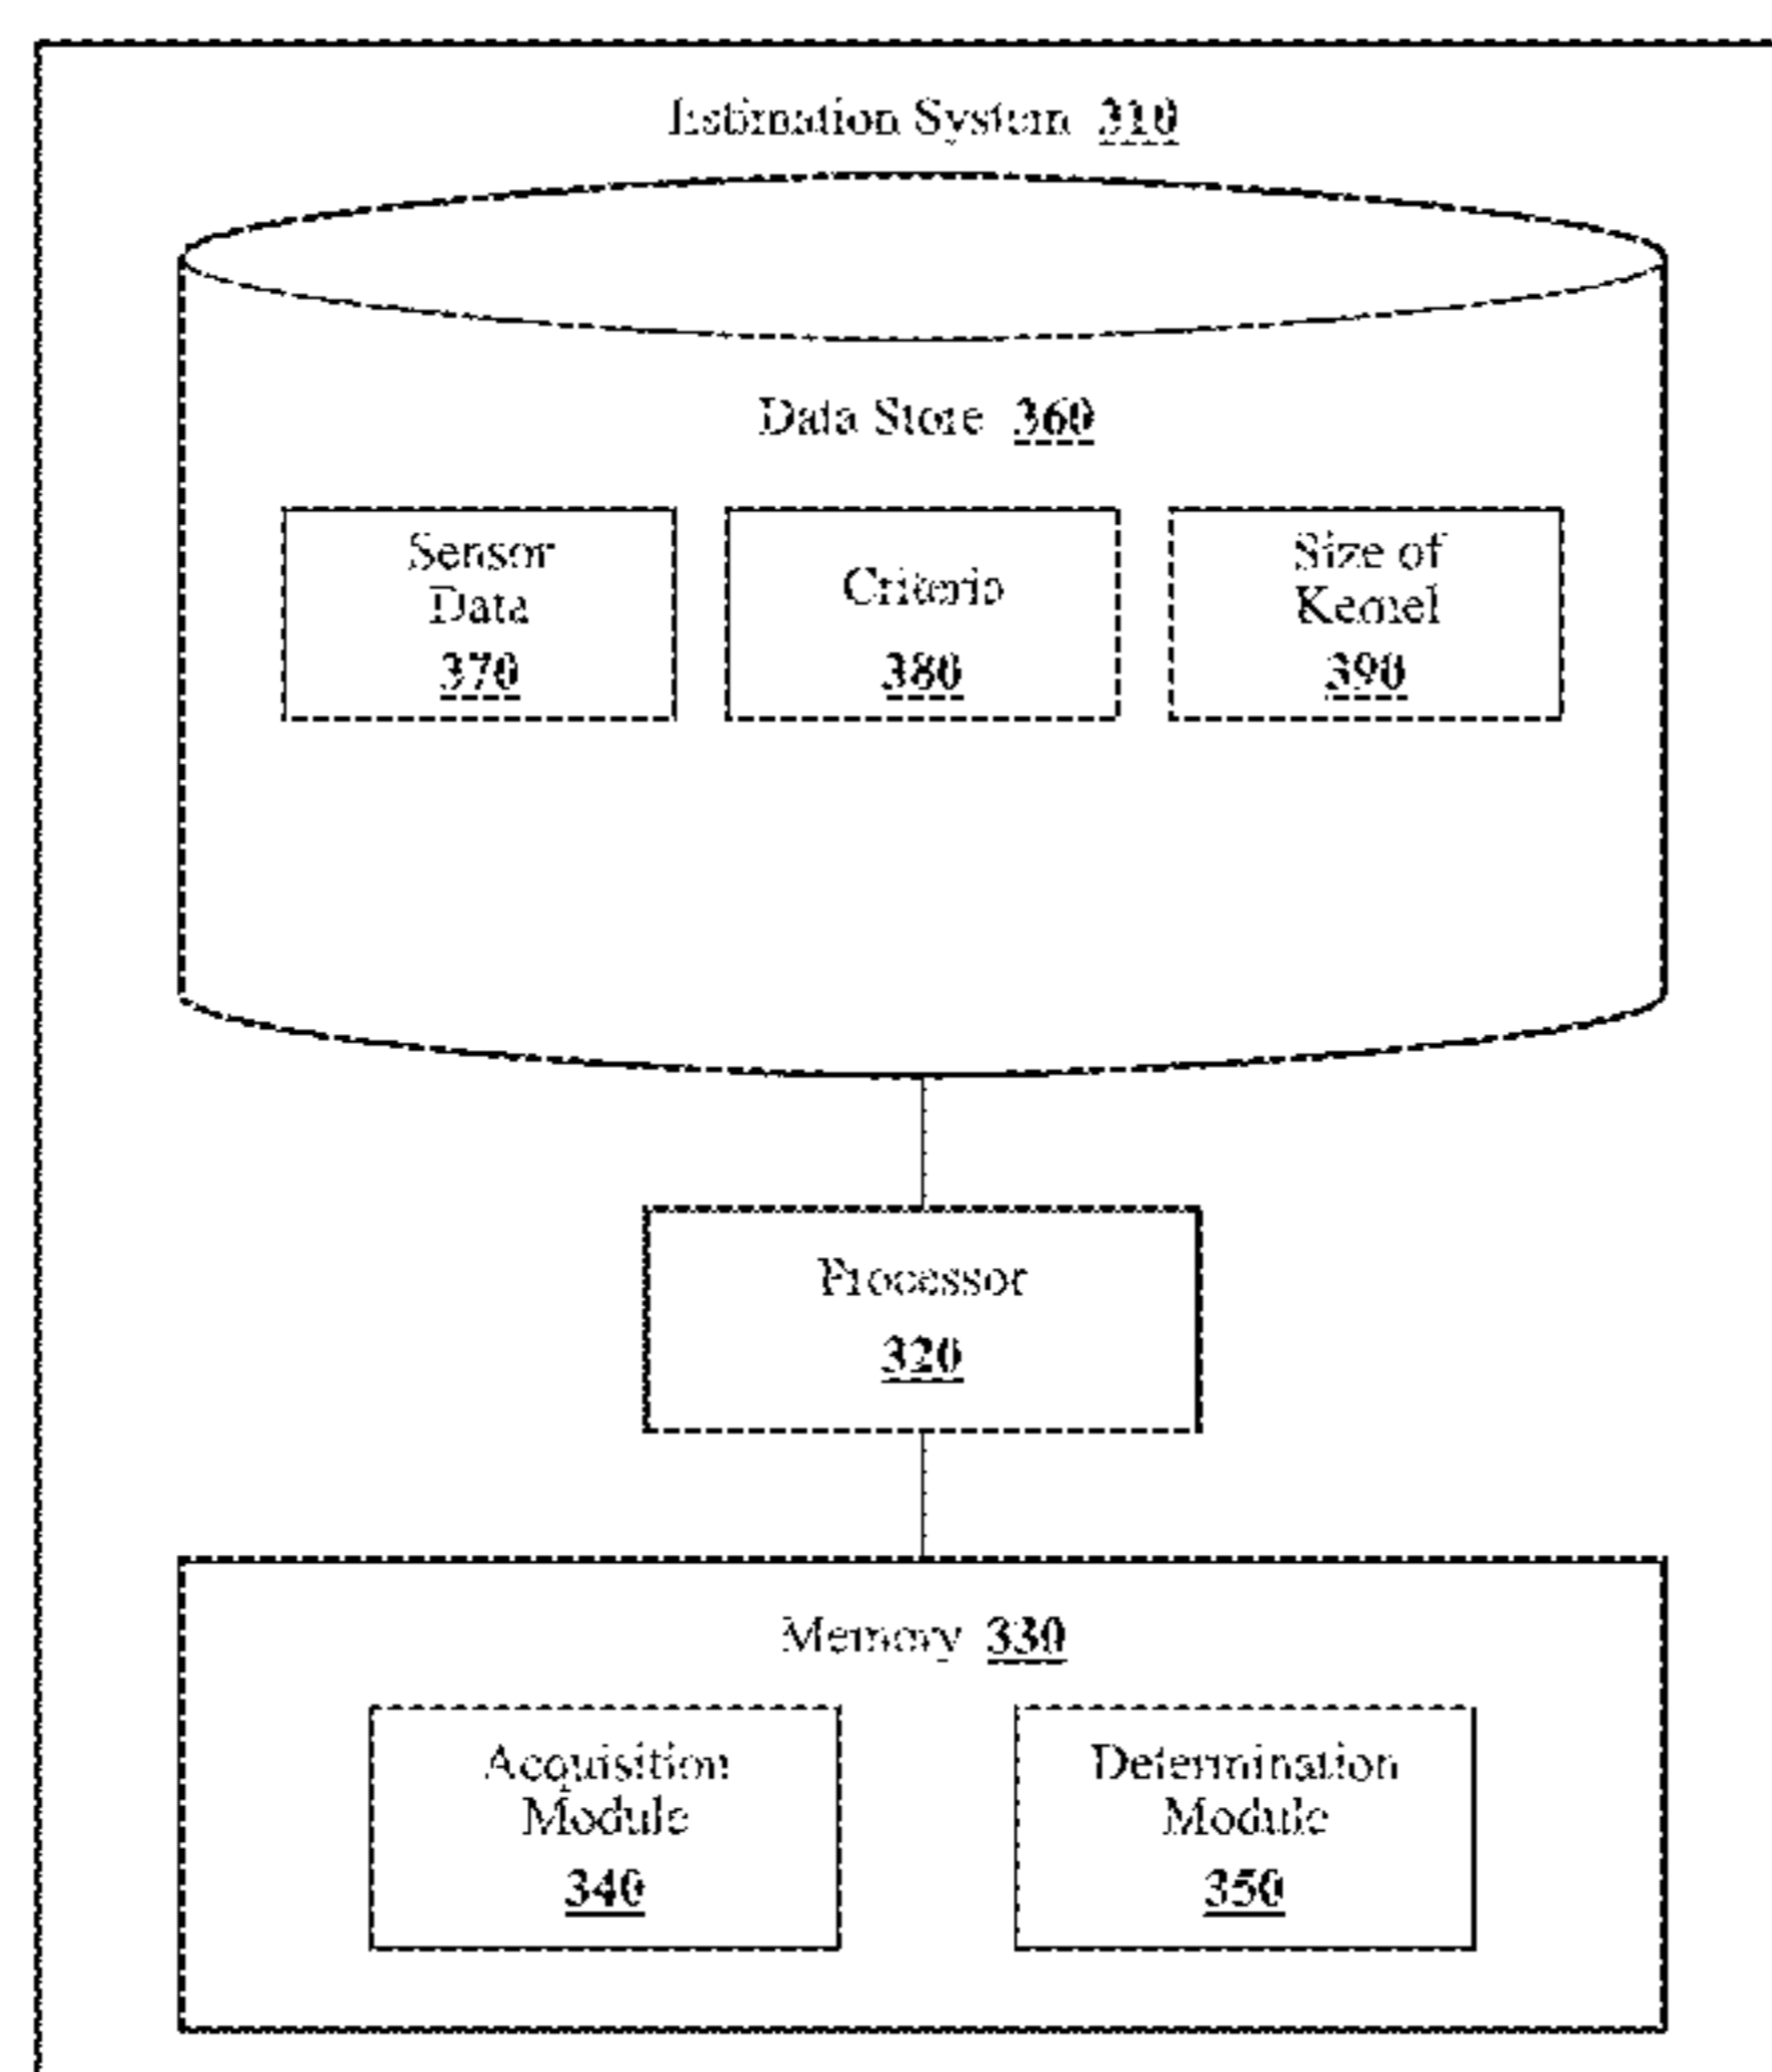 Estimation System 310
Data Store 360
Sensor
Data
370
Criteria
380
Size of
Kernel
390
Processor
320
Memory 330
Acquisition
Module
340
Determination
Module
350